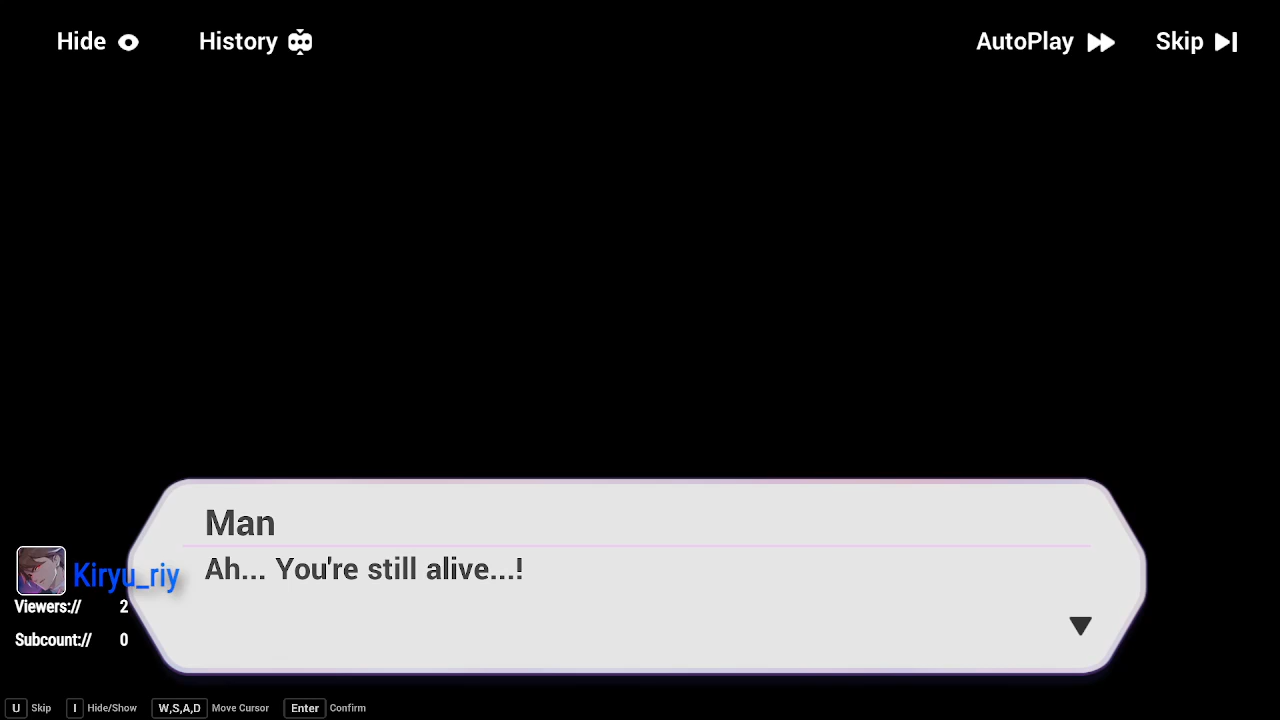 Hide
History
AutoPlay
Skip
Man
Ah... You're still alive...!
Kiryu_riy
Viewers:// 2
Subcount:// 0
U Skip I Hide/Show W,S,A,D Move Cursor Enter Confirm